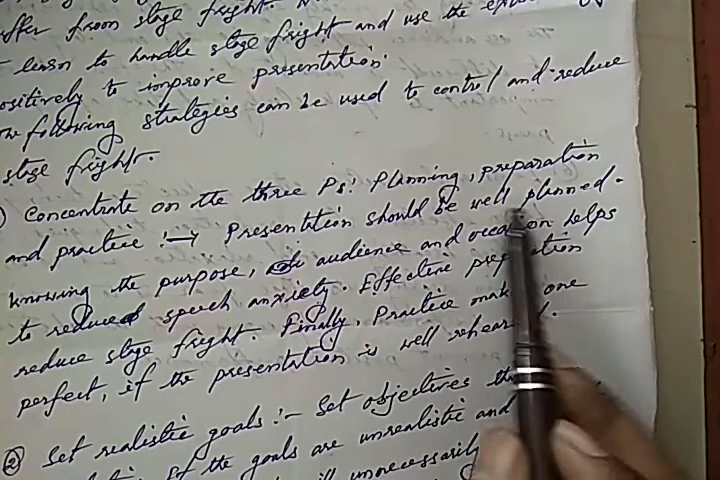 suffer from stage fright.
learn to handle stage fright and use the
positively to improve presentation.
following strategies can be used to control and reduce
stage fright.
Concentrate on the three Ps: Planning, preparation
and practice :→ Presentation should be well planned.
knowing the purpose, audience and occasion helps
to reduce speech anxiety. Effective preparation
reduce stage fright. Finally, Practice makes one
perfect, if the presentation is well rehearsed.
② Set realistic goals :- Set objectives
If the goals are unrealistic and
unnecessarily